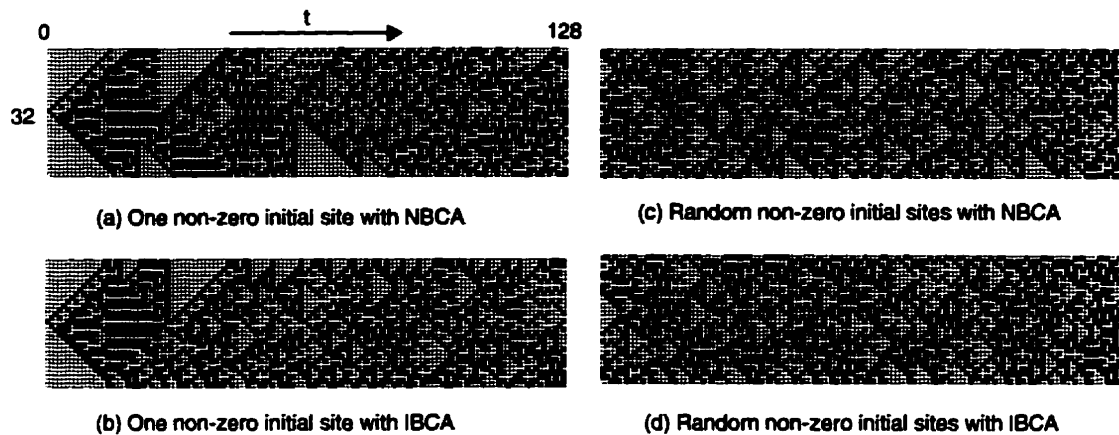 0
t
128
32
(a) One non-zero initial site with NBCA
(c) Random non-zero initial sites with NBCA
(b) One non-zero initial site with IBCA
(d) Random non-zero initial sites with IBCA